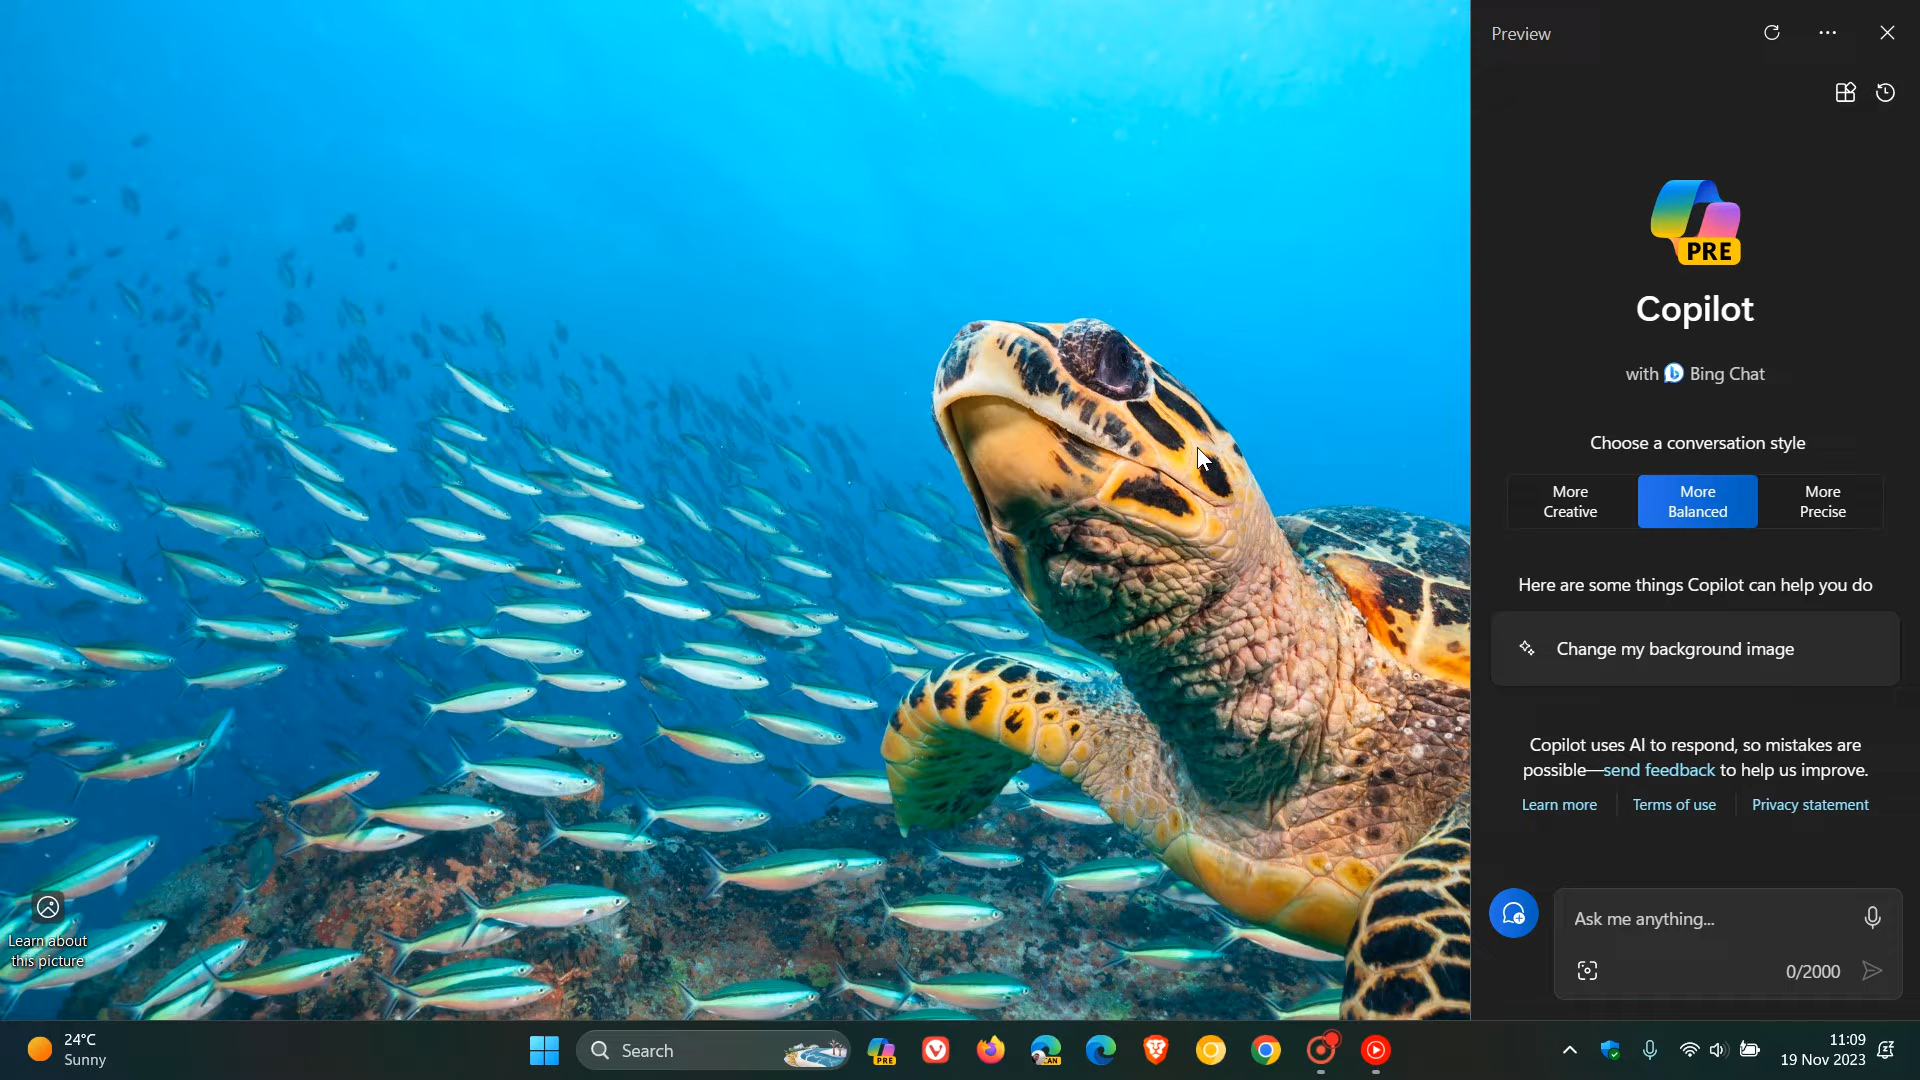 Preview
PRE
Copilot
with Bing Chat
Choose a conversation style
More
Creative
More
Balanced
More
Precise
Here are some things Copilot can help you do
Change my background image
Copilot uses AI to respond, so mistakes are
possible—send feedback to help us improve.
Learn more
Terms of use
Privacy statement
Ask me anything...
0/2000
Learn about
this picture
24°C
Sunny
Search
PRE
CAN
11:09
19 Nov 2023